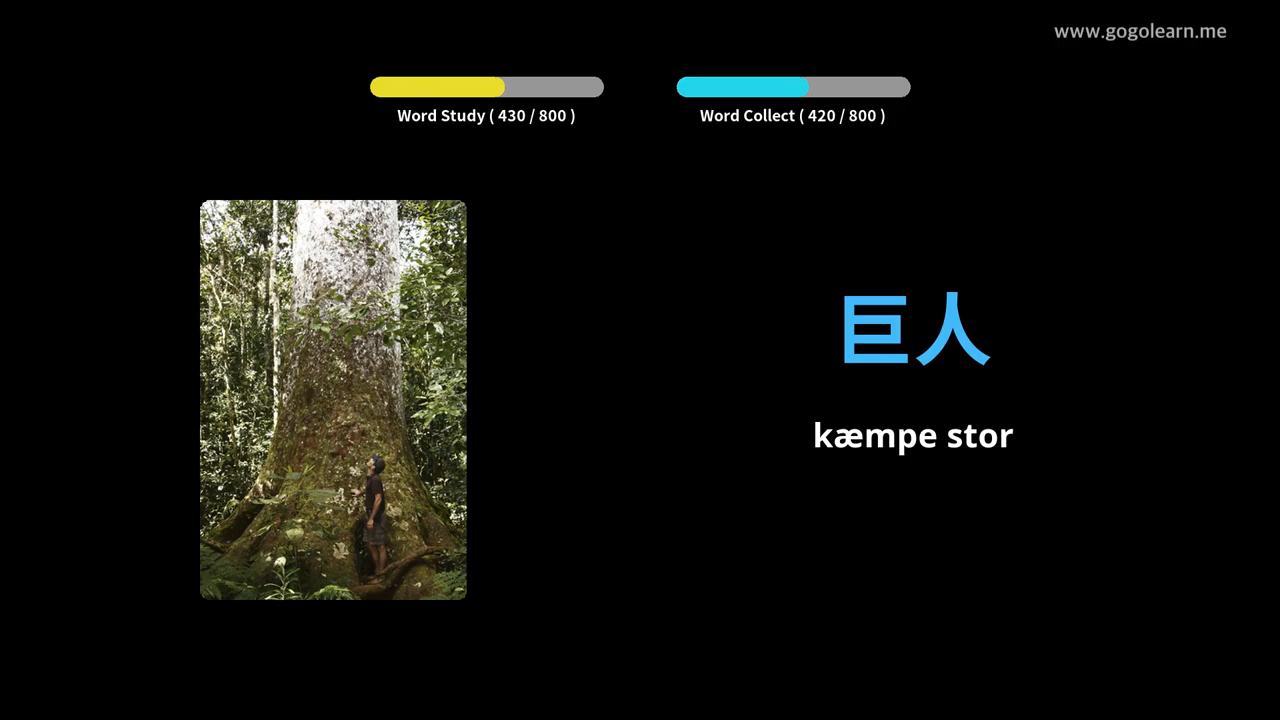 www.gogolearn.me
Word Study ( 430 / 800 )
Word Collect ( 420 / 800 )
巨人
kæmpe stor